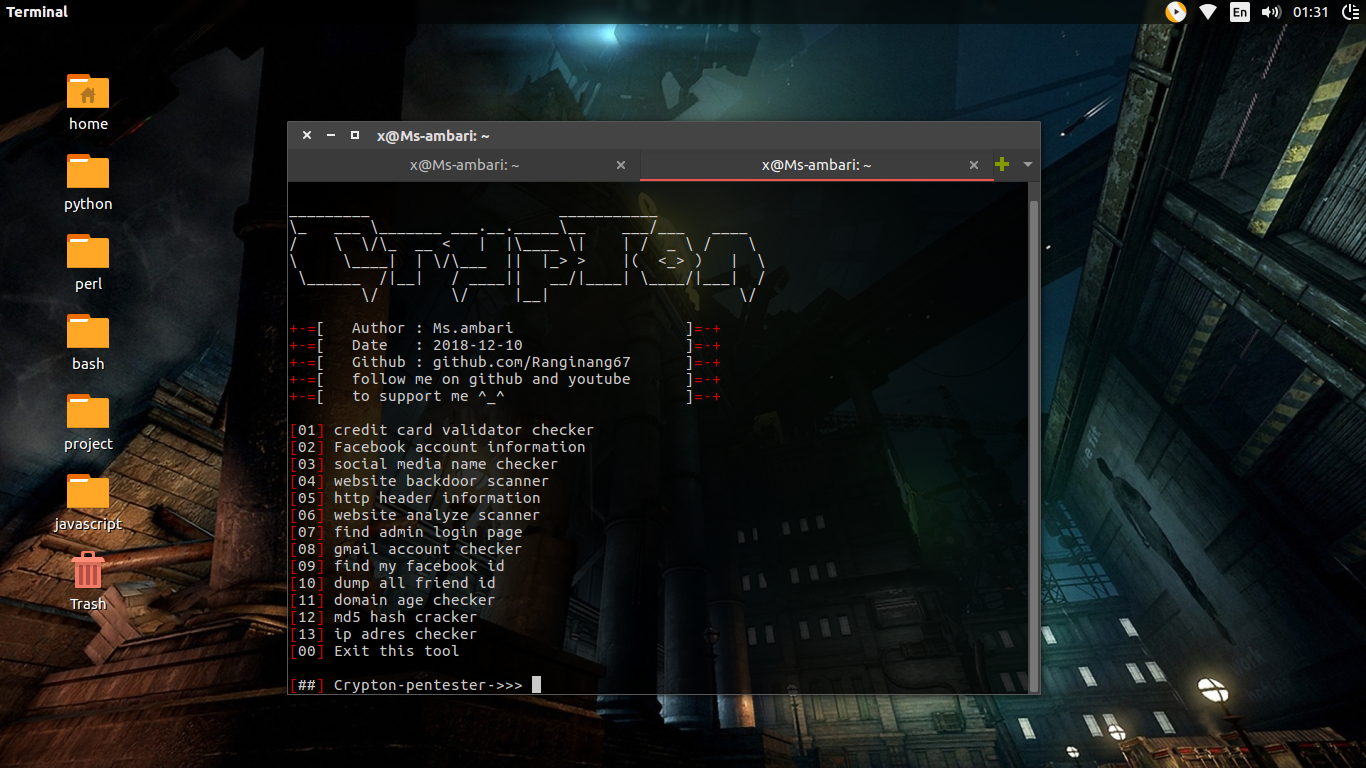 Terminal
En
01:31
home
python
perl
bash
project
javascript
Trash
x@Ms-ambari: ~
x@Ms-ambari: ~
x@Ms-ambari: ~
Crypton
+-=[ Author : Ms.ambari ]=-+
+-=[ Date : 2018-12-10 ]=-+
+-=[ Github : github.com/Ranginang67 ]=-+
+-=[ follow me on github and youtube ]=-+
+-=[ to support me ^_^ ]=-+
[01] credit card validator checker
[02] Facebook account information
[03] social media name checker
[04] website backdoor scanner
[05] http header information
[06] website analyze scanner
[07] find admin login page
[08] gmail account checker
[09] find my facebook id
[10] dump all friend id
[11] domain age checker
[12] md5 hash cracker
[13] ip adres checker
[00] Exit this tool
[##] Crypton-pentester->>>